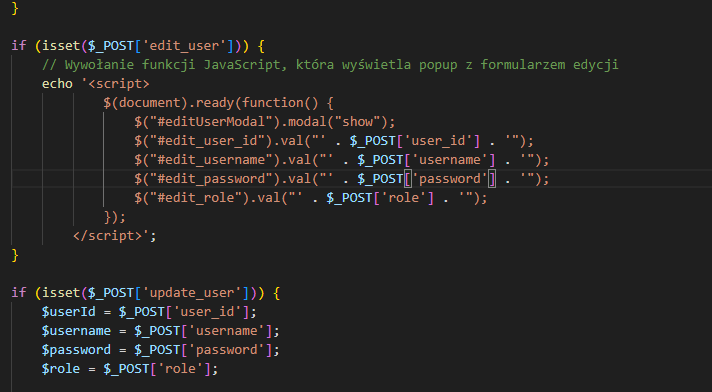 }
if (isset($_POST['edit_user'])) {
// Wywołanie funkcji JavaScript, która wyświetla popup z formularzem edycji
echo '<script>
$(document).ready(function() {
$("#editUserModal").modal("show");
$("#edit_user_id").val("' . $_POST['user_id'] . '");
$("#edit_username").val("' . $_POST['username'] . '");
$("#edit_password").val("' . $_POST['password'] . '");
$("#edit_role").val("' . $_POST['role'] . '");
});
</script>';
}
if (isset($_POST['update_user'])) {
$userId = $_POST['user_id'];
$username = $_POST['username'];
$password = $_POST['password'];
$role = $_POST['role'];